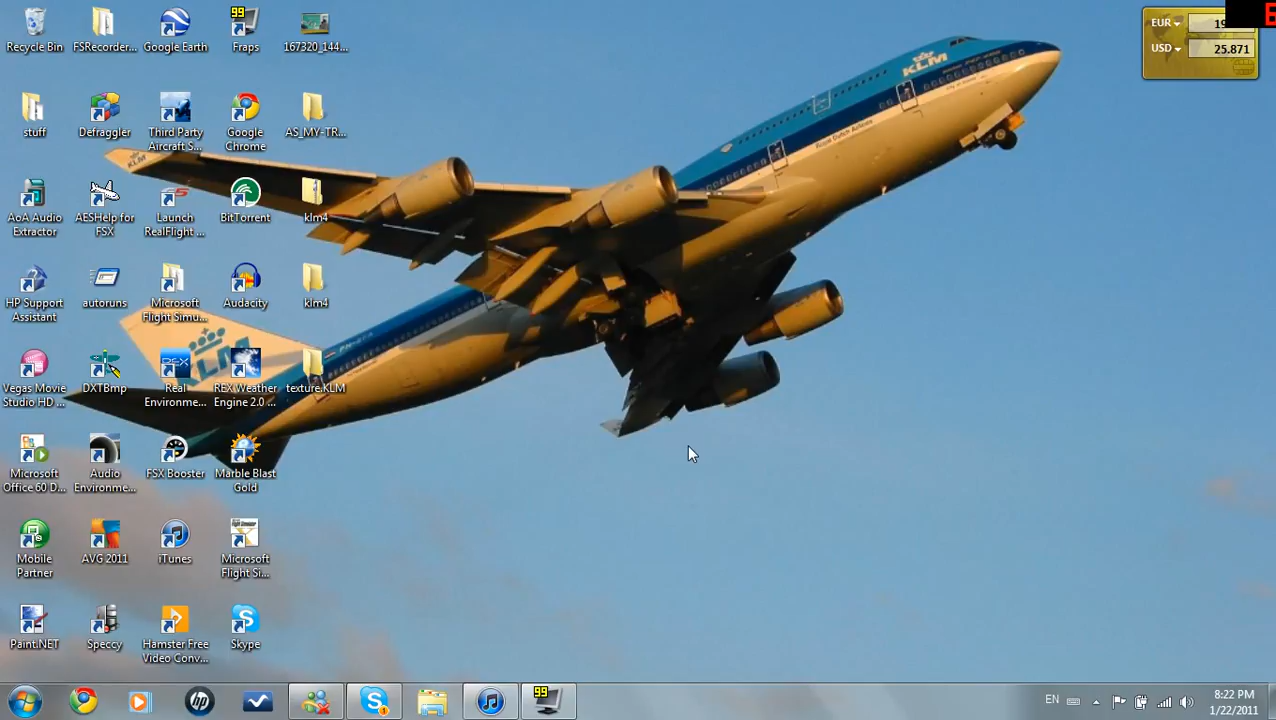 Recycle Bin
FSRecorder...
Google Earth
99
Fraps
167320_144...
stuff
Defraggler
Third Party
Aircraft S...
Google
Chrome
AS_MY-TR...
AoA Audio
Extractor
AESHelp for
FSX
Launch
RealFlight ...
BitTorrent
klm4
HP Support
Assistant
autoruns
Microsoft
Flight Simu...
Audacity
klm4
Vegas Movie
Studio HD ...
DXTBmp
Real
Environme...
REX Weather
Engine 2.0 ...
texture.KLM
Microsoft
Office 60 D...
Audio
Environme...
FSX Booster
Marble Blast
Gold
Mobile
Partner
AVG 2011
iTunes
Microsoft
Flight Si...
Paint.NET
Speccy
Hamster Free
Video Conv...
Skype
KLM
KLM
KLM
EUR
USD
25.871
99
EN
8:22 PM
1/22/2011